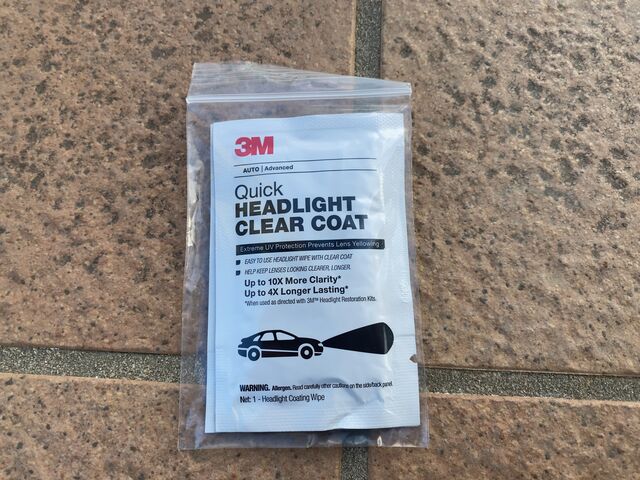 3M
AUTO | Advanced
Quick
HEADLIGHT
CLEAR COAT
Extreme UV Protection Prevents Lens Yellowing
EASY TO USE HEADLIGHT WIPE WITH CLEAR COAT
HELP KEEP LENSES LOOKING CLEARER, LONGER.
Up to 10X More Clarity*
Up to 4X Longer Lasting*
*When used as directed with 3M™ Headlight Restoration Kits.
WARNING. Allergen. Read carefully other cautions on the side/back panel.
Net: 1 - Headlight Coating Wipe